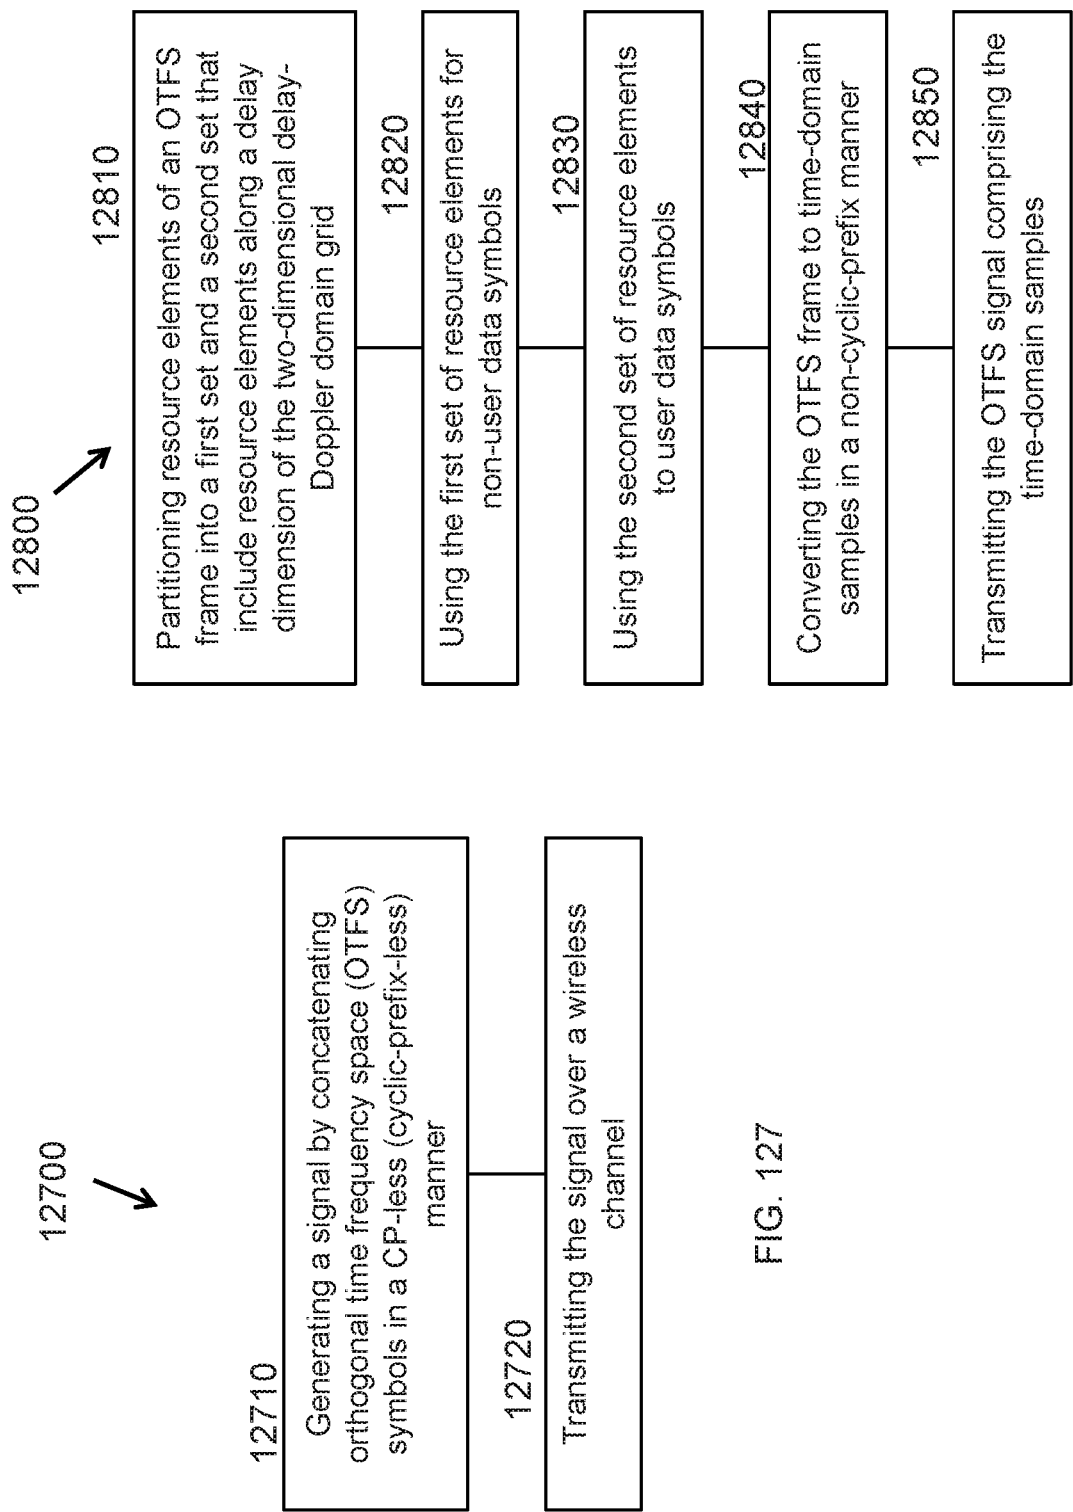 12700
12710
Generating a signal by concatenating
orthogonal time frequency space (OTFS)
symbols in a CP-less (cyclic-prefix-less)
manner
12720
Transmitting the signal over a wireless
channel
FIG. 127
12800
12810
Partitioning resource elements of an OTFS
frame into a first set and a second set that
include resource elements along a delay
dimension of the two-dimensional delay-
Doppler domain grid
12820
Using the first set of resource elements for
non-user data symbols
12830
Using the second set of resource elements
to user data symbols
12840
Converting the OTFS frame to time-domain
samples in a non-cyclic-prefix manner
12850
Transmitting the OTFS signal comprising the
time-domain samples